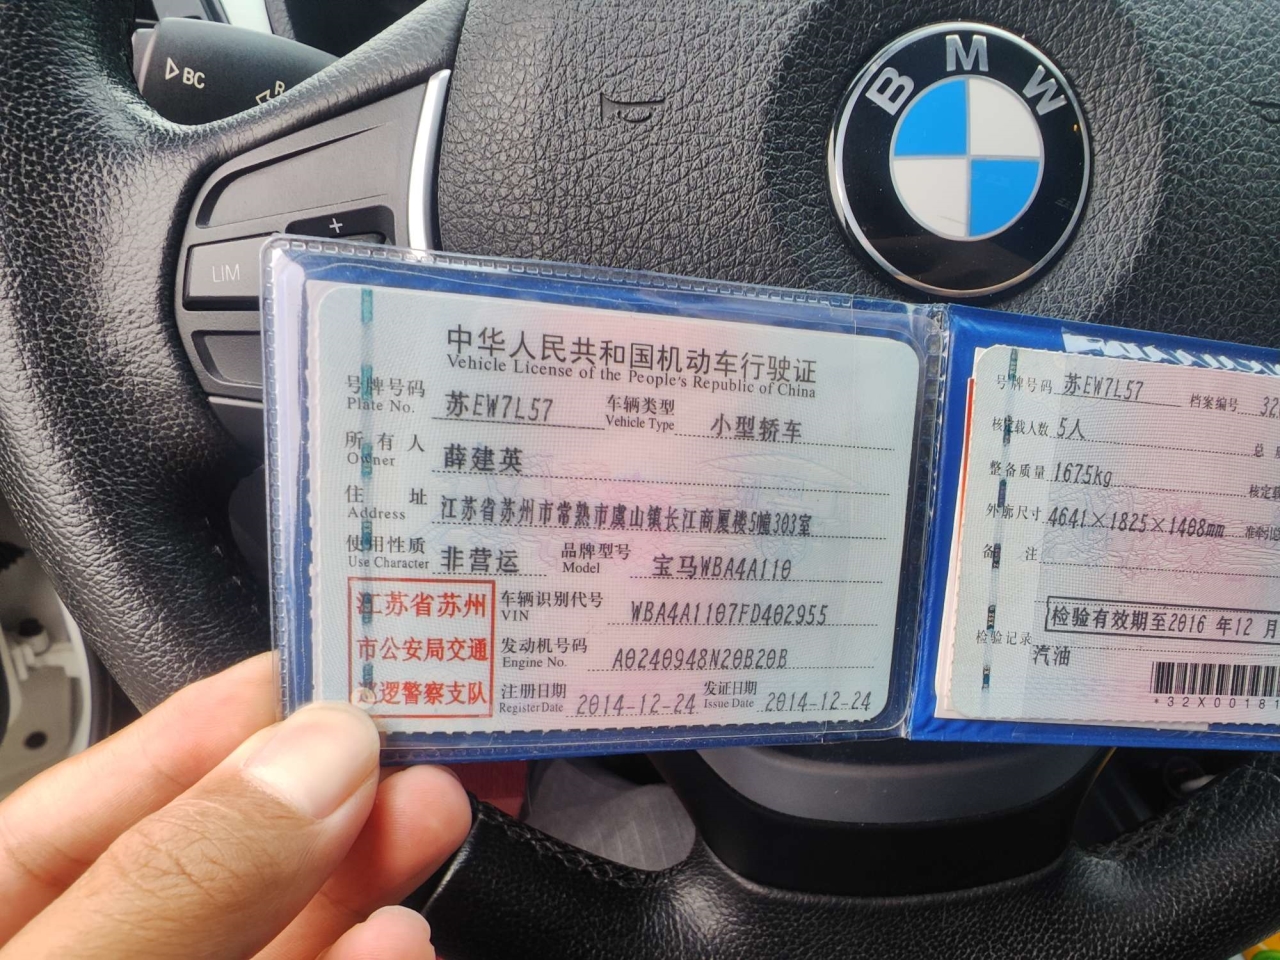 BC
LIM
+
B M W
中华人民共和国机动车行驶证
Vehicle License of the People's Republic of China
号牌号码 苏EW7L57 车辆类型 小型轿车
Plate No. Vehicle Type
所有人 薛建英
Owner
住址 江苏省苏州市常熟市虞山镇长江商厦楼5幢303室
Address
使用性质 非营运 品牌型号 宝马WBA4A110
Use Character Model
江苏省苏州
市公安局交通
巡逻警察支队
车辆识别代号 WBA4A1107FD402955
VIN
发动机号码 A0240948N20B20B
Engine No.
注册日期 2014-12-24 发证日期 2014-12-24
Register Date Issue Date
号牌号码 苏EW7L57 档案编号 32
核定载人数 5人 总
整备质量 1675kg 核定
外廓尺寸 4641×1825×1408mm 准牵
备注
检验有效期至2016 年12 月
检验记录
汽油
*32X00181